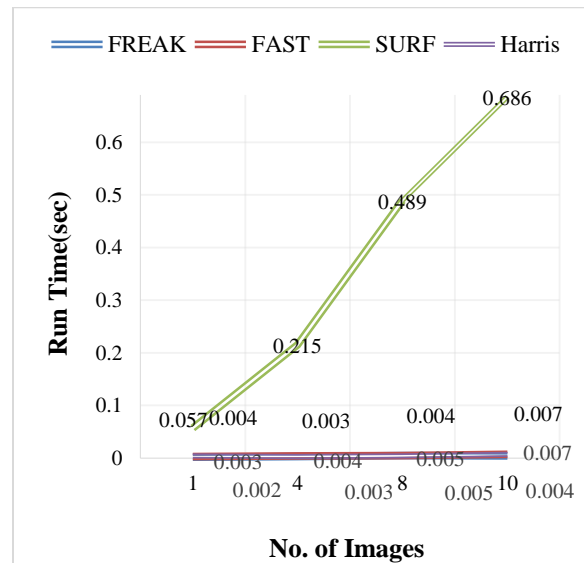 FREAK FAST SURF Harris
0.686
0.6
0.5
0.489
0.4
0.3
0.2
0.215
0.1
0.057 0.004 0.003 0.004 0.007
0
0.003 0.004 0.005 0.007
1 4 8 10
0.002 0.003 0.005 0.004
Run Time(sec)
No. of Images